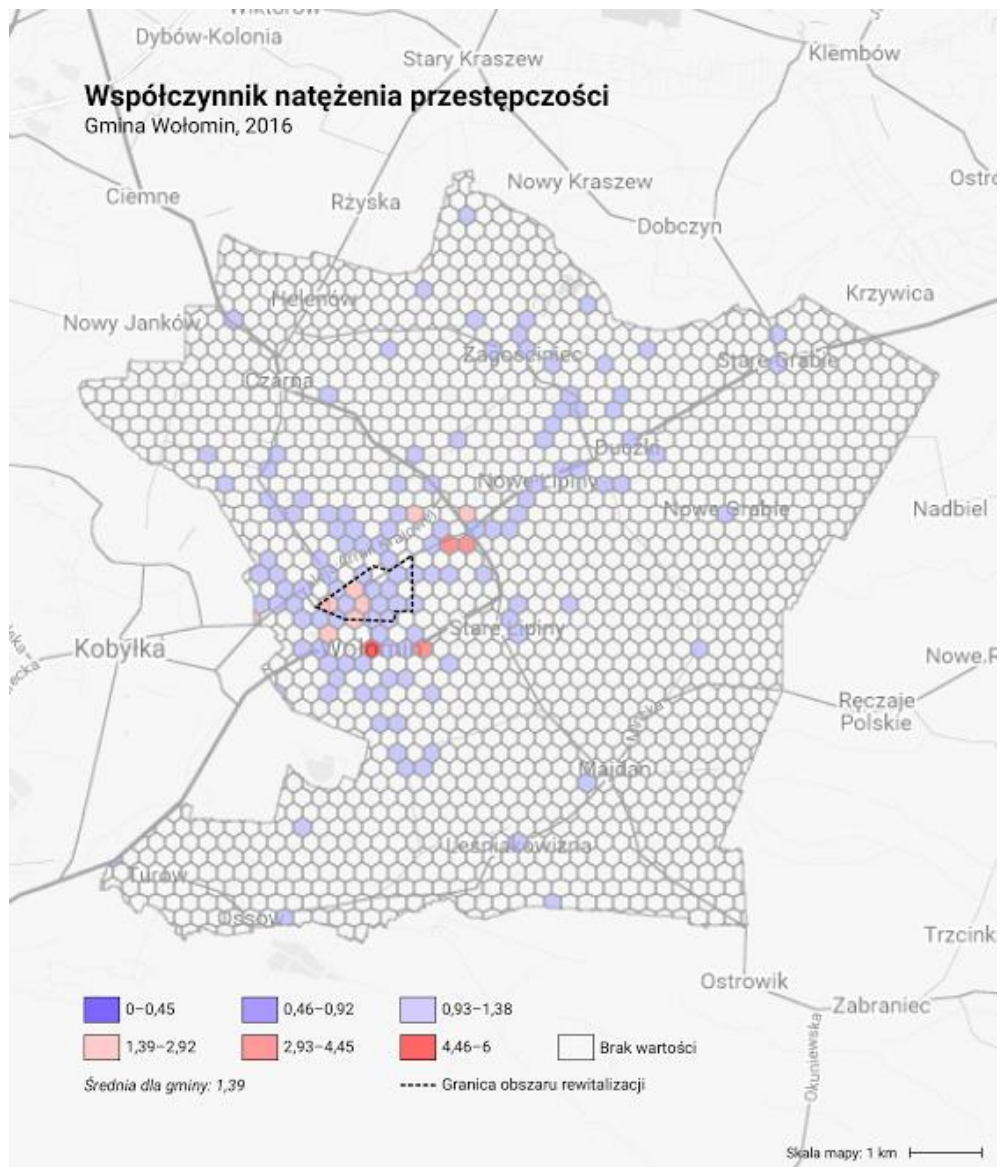 Dybów-Kolonia
Stary Kraszew
Klembów
Współczynnik natężenia przestępczości
Gmina Wołomin, 2016
Nowy Kraszew
Ciemne
Rżyska
Dobczyn
Helenów
Krzywica
Nowy Janków
Zagościniec
Stare Grabie
Czarna
Duczki
Nowe Lipiny
Nowe Grabie
Nadbiel
Stare Lipiny
Kobyłka
Wołomin
Nowe R
Ręczaje
Polskie
Majdan
Leśniakowizna
Turów
Ossów
Trzcink
Ostrowik
Zabraniec
Okuniewska
0–0,45
0,46–0,92
0,93–1,38
1,39–2,92
2,93–4,45
4,46–6
Brak wartości
Średnia dla gminy: 1,39
Granica obszaru rewitalizacji
Skala mapy: 1 km